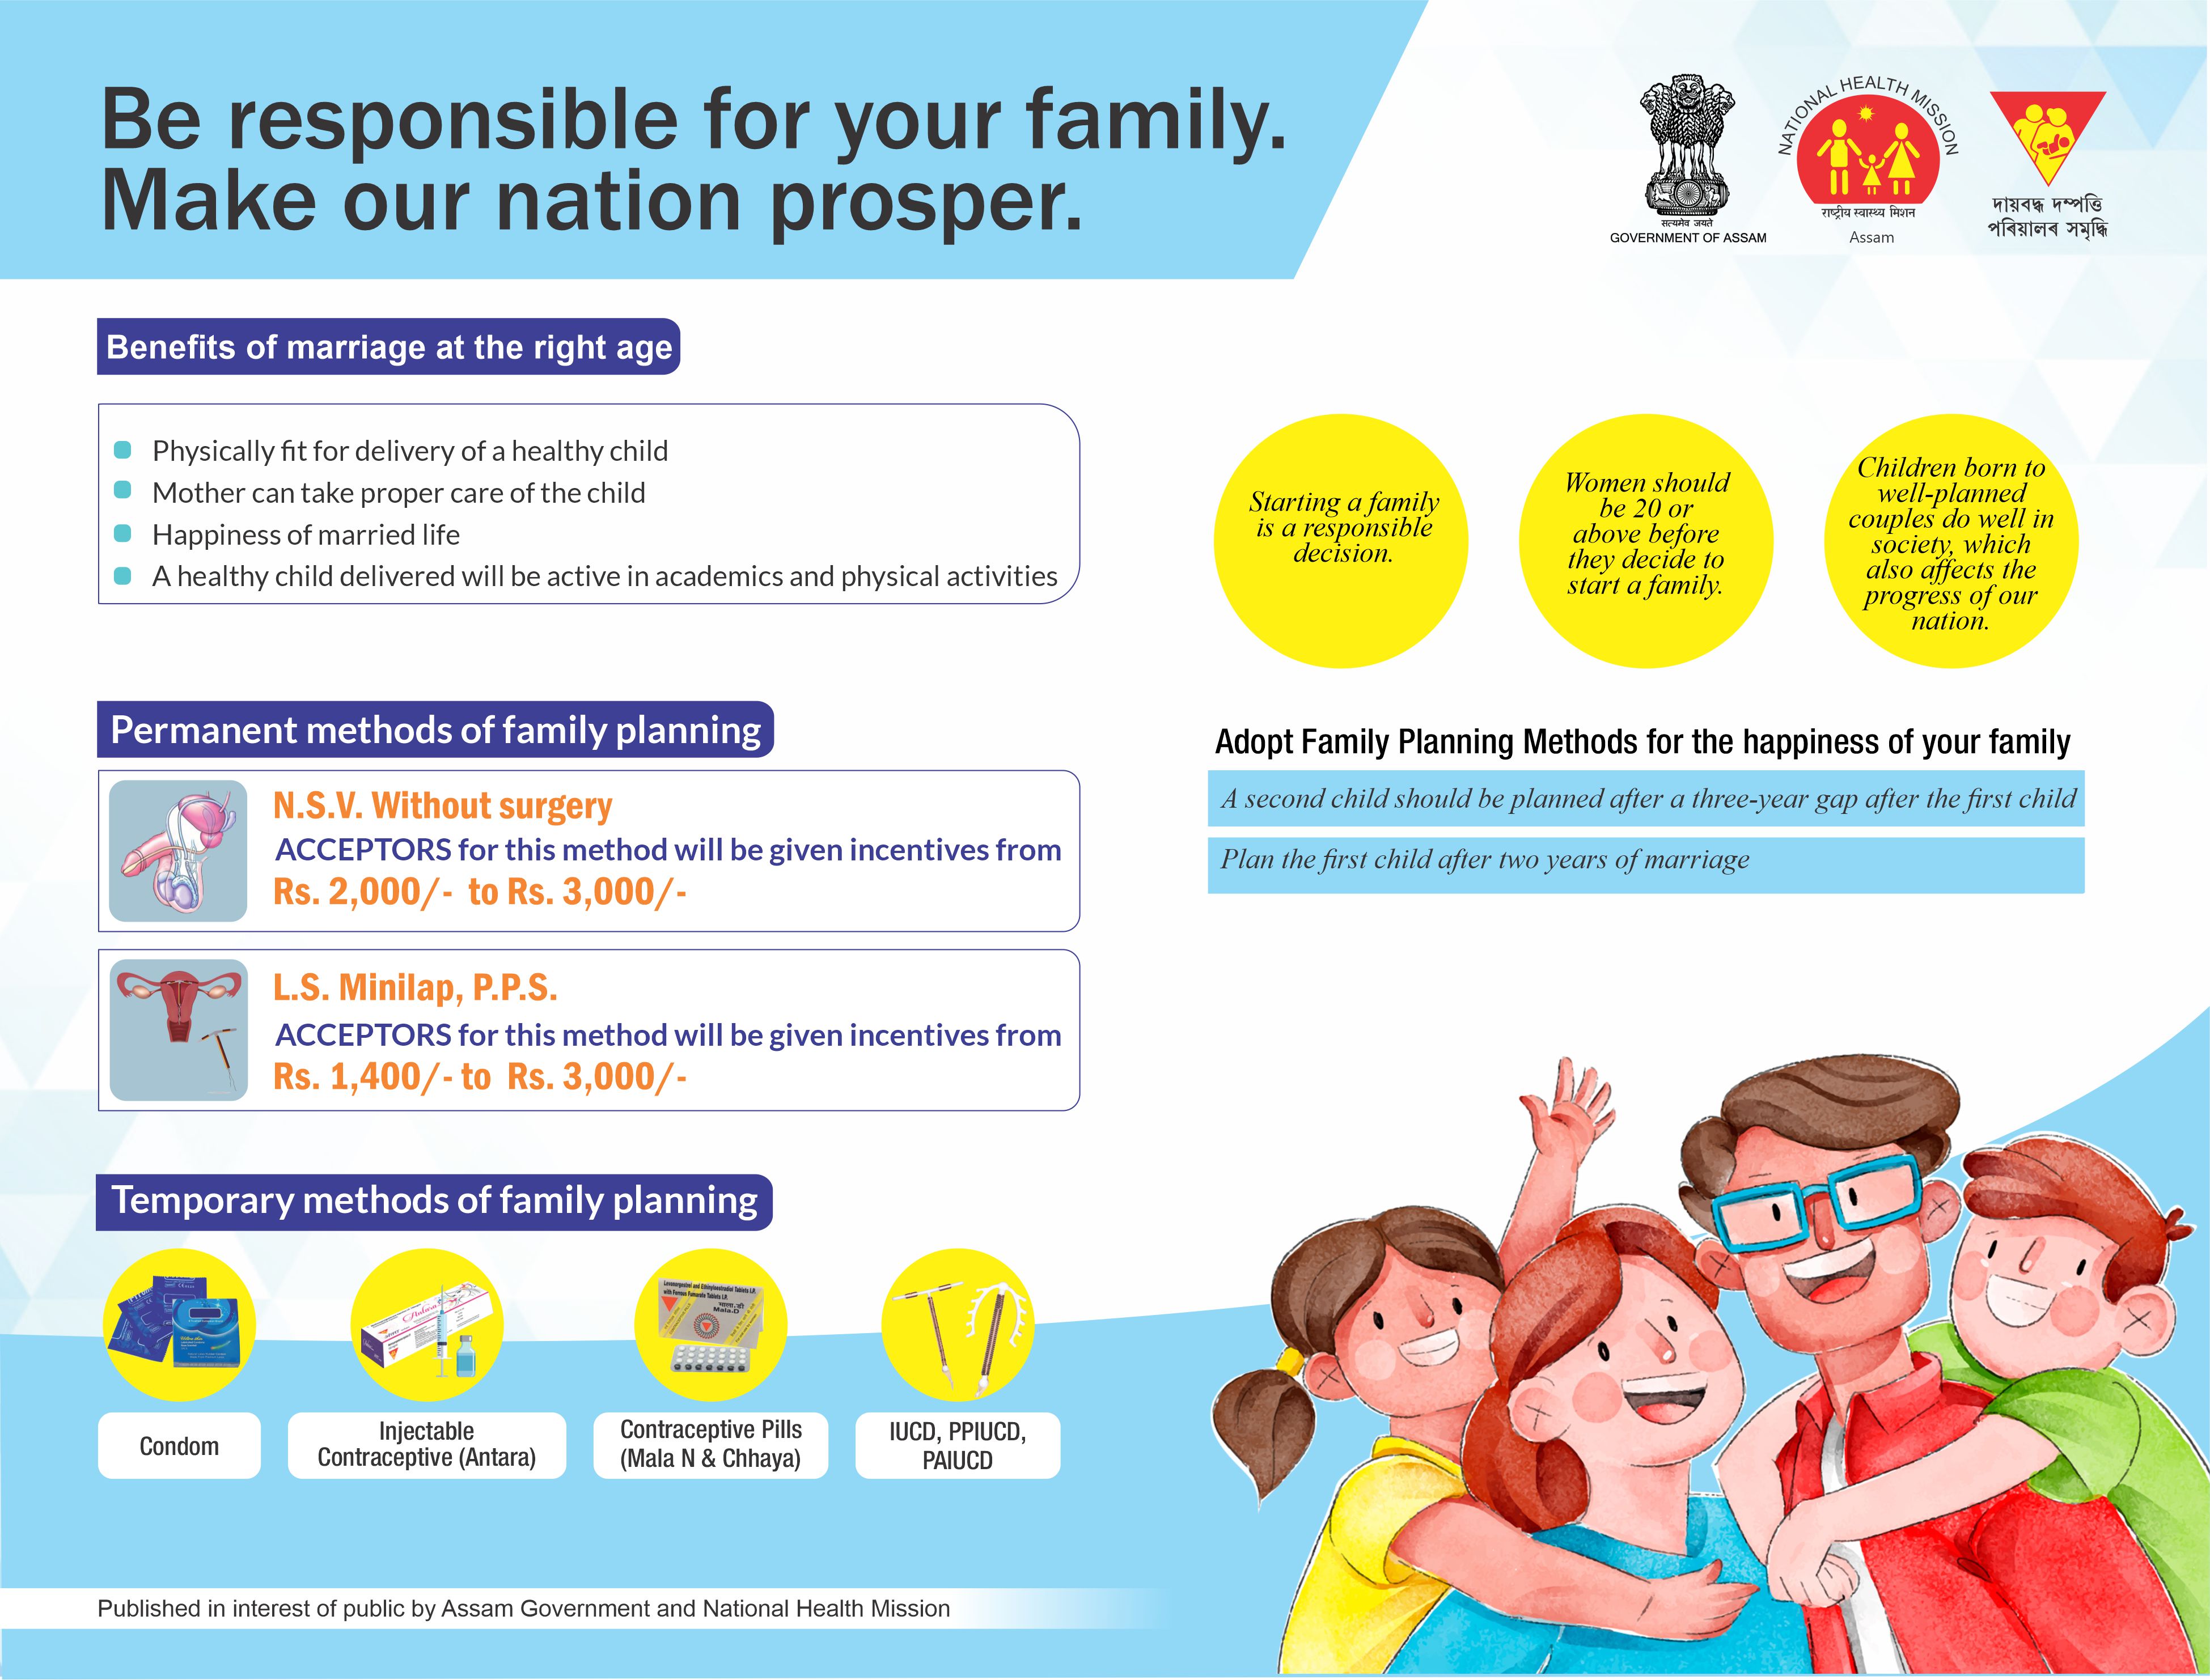 Be responsible for your family.
Make our nation prosper.
सत्यमेव जयते
GOVERNMENT OF ASSAM
NATIONAL HEALTH MISSION
राष्ट्रीय स्वास्थ्य मिशन
Assam
দায়বদ্ধ দম্পত্তি
পৰিয়ালৰ সমৃদ্ধি
Benefits of marriage at the right age
Physically fit for delivery of a healthy child
Mother can take proper care of the child
Happiness of married life
A healthy child delivered will be active in academics and physical activities
Starting a family
is a responsible
decision.
Women should
be 20 or
above before
they decide to
start a family.
Children born to
well-planned
couples do well in
society, which
also affects the
progress of our
nation.
Permanent methods of family planning
N.S.V. Without surgery
ACCEPTORS for this method will be given incentives from
Rs. 2,000/- to Rs. 3,000/-
L.S. Minilap, P.P.S.
ACCEPTORS for this method will be given incentives from
Rs. 1,400/- to Rs. 3,000/-
Adopt Family Planning Methods for the happiness of your family
A second child should be planned after a three-year gap after the first child
Plan the first child after two years of marriage
Temporary methods of family planning
Antara
Levonorgestrel and Ethinyloestradiol Tablets I.P.
with Ferrous Fumarate Tablets I.P.
माला-डी
Mala-D
Condom
Injectable
Contraceptive (Antara)
Contraceptive Pills
(Mala N & Chhaya)
IUCD, PPIUCD,
PAIUCD
Published in interest of public by Assam Government and National Health Mission